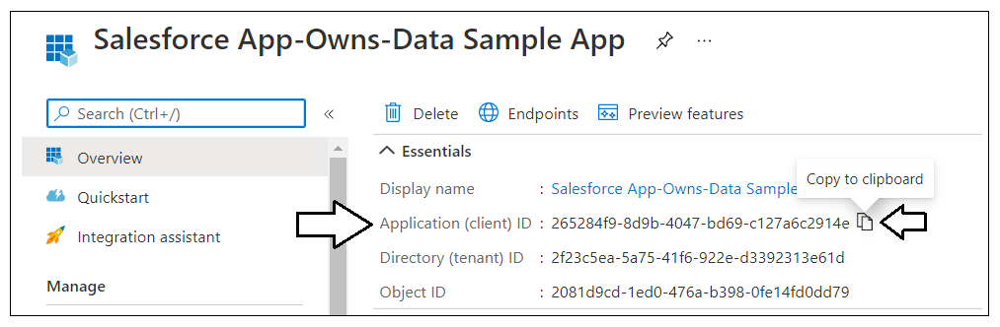 Salesforce App-Owns-Data Sample App
Search (Ctrl+/)
Overview
Quickstart
Integration assistant
Manage
Delete Endpoints Preview features
Essentials
Display name : Salesforce App-Owns-Data Sample
Copy to clipboard
Application (client) ID : 265284f9-8d9b-4047-bd69-c127a6c2914e
Directory (tenant) ID : 2f23c5ea-5a75-41f6-922e-d3392313e61d
Object ID : 2081d9cd-1ed0-476a-b398-0fe14fd0dd79